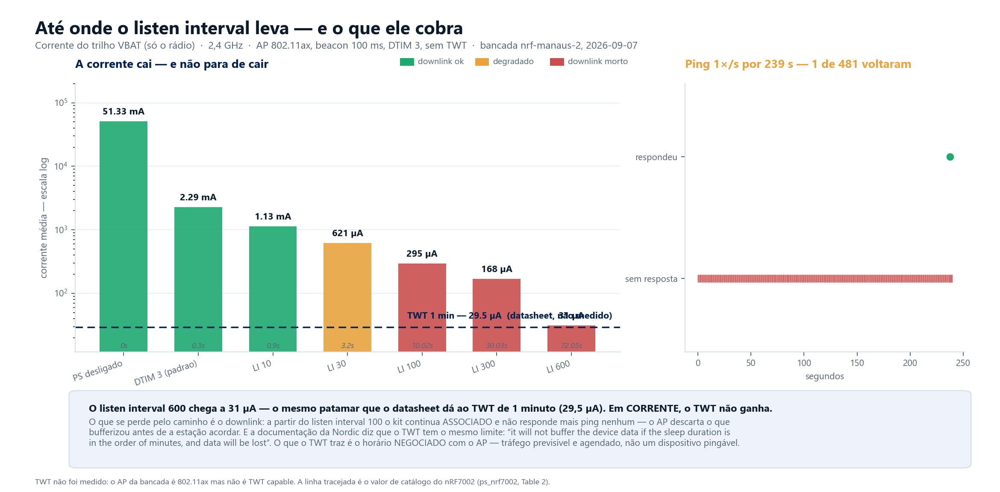 Até onde o listen interval leva — e o que ele cobra
Corrente do trilho VBAT (só o rádio) · 2,4 GHz · AP 802.11ax, beacon 100 ms, DTIM 3, sem TWT · bancada nrf-manaus-2, 2026-09-07
A corrente cai — e não para de cair
downlink ok
degradado
downlink morto
corrente média — escala log
10⁵
10⁴
10³
10²
51.33 mA
2.29 mA
1.13 mA
621 µA
295 µA
168 µA
31 µA
TWT 1 min — 29.5 µA (datasheet, não medido)
0s
0.3s
0.9s
3.2s
10.02s
30.03s
72.05s
PS desligado
DTIM 3 (padrao)
LI 10
LI 30
LI 100
LI 300
LI 600
Ping 1×/s por 239 s — 1 de 481 voltaram
respondeu
sem resposta
0
50
100
150
200
250
segundos
O listen interval 600 chega a 31 µA — o mesmo patamar que o datasheet dá ao TWT de 1 minuto (29,5 µA). Em CORRENTE, o TWT não ganha.
O que se perde pelo caminho é o downlink: a partir do listen interval 100 o kit continua ASSOCIADO e não responde mais ping nenhum — o AP descarta o que
bufferizou antes de a estação acordar. E a documentação da Nordic diz que o TWT tem o mesmo limite: “it will not buffer the device data if the sleep duration is
in the order of minutes, and data will be lost”. O que o TWT traz é o horário NEGOCIADO com o AP — tráfego previsível e agendado, não um dispositivo pingável.
TWT não foi medido: o AP da bancada é 802.11ax mas não é TWT capable. A linha tracejada é o valor de catálogo do nRF7002 (ps_nrf7002, Table 2).